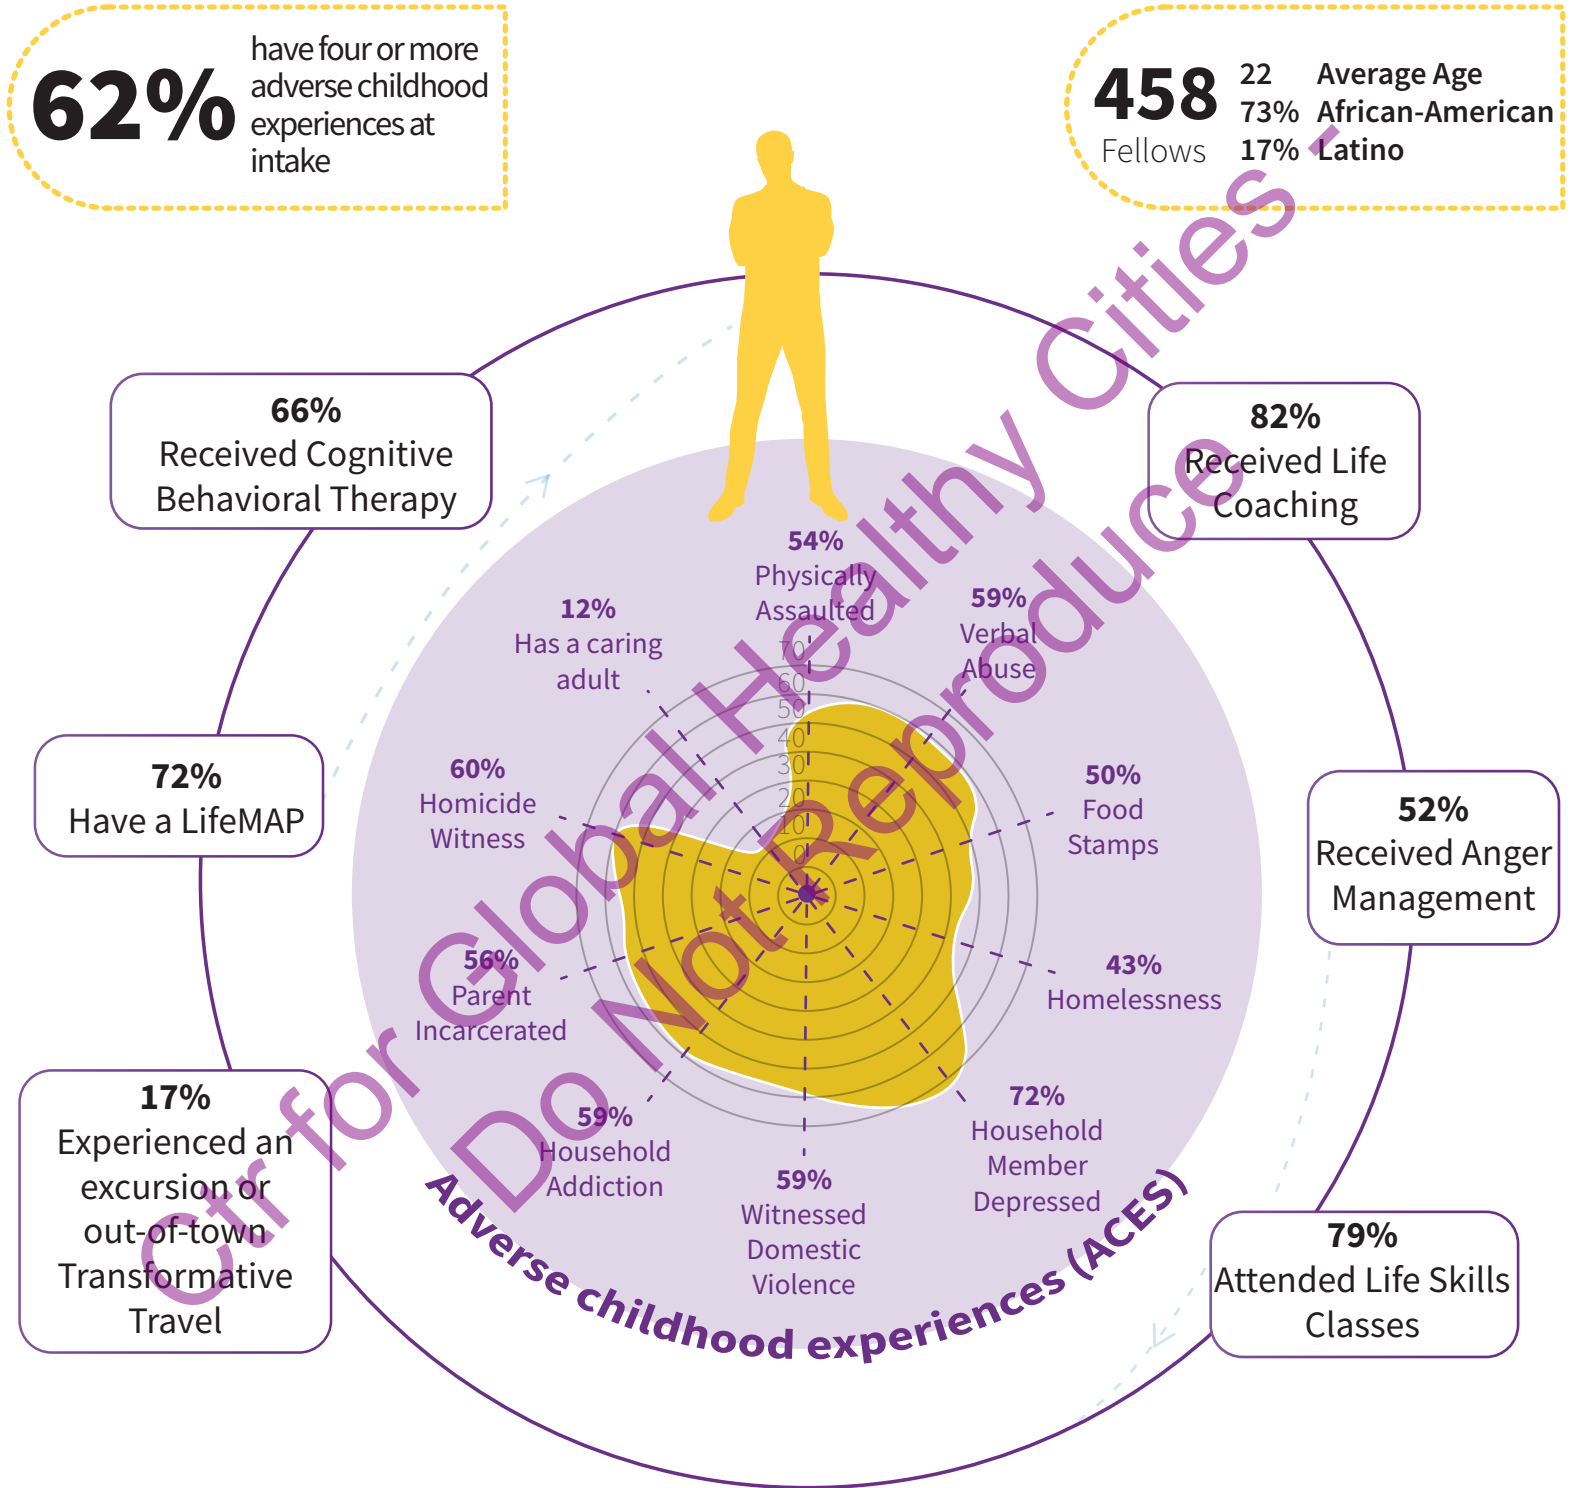 62%
have four or more
adverse childhood
experiences at
intake
458
Fellows
22 Average Age
73% African-American
17% Latino
66%
Received Cognitive
Behavioral Therapy
82%
Received Life
Coaching
72%
Have a LifeMAP
52%
Received Anger
Management
17%
Experienced an
excursion or
out-of-town
Transformative
Travel
79%
Attended Life Skills
Classes
54%
Physically
Assaulted
59%
Verbal
Abuse
50%
Food
Stamps
43%
Homelessness
72%
Household
Member
Depressed
59%
Witnessed
Domestic
Violence
59%
Household
Addiction
56%
Parent
Incarcerated
60%
Homicide
Witness
12%
Has a caring
adult
70
60
50
40
30
20
10
0
Adverse childhood experiences (ACES)
Ctr for Global Healthy Cities -
Do Not Reproduce